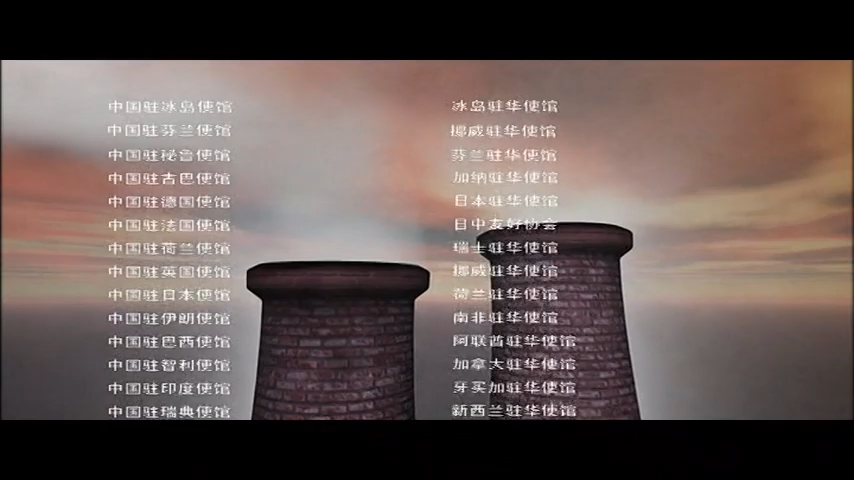 中国驻冰岛使馆
中国驻芬兰使馆
中国驻秘鲁使馆
中国驻古巴使馆
中国驻德国使馆
中国驻法国使馆
中国驻荷兰使馆
中国驻英国使馆
中国驻日本使馆
中国驻伊朗使馆
中国驻巴西使馆
中国驻智利使馆
中国驻印度使馆
中国驻瑞典使馆
冰岛驻华使馆
挪威驻华使馆
芬兰驻华使馆
加纳驻华使馆
日本驻华使馆
日中友好协会
瑞士驻华使馆
挪威驻华使馆
荷兰驻华使馆
南非驻华使馆
阿联酋驻华使馆
加拿大驻华使馆
牙买加驻华使馆
新西兰驻华使馆